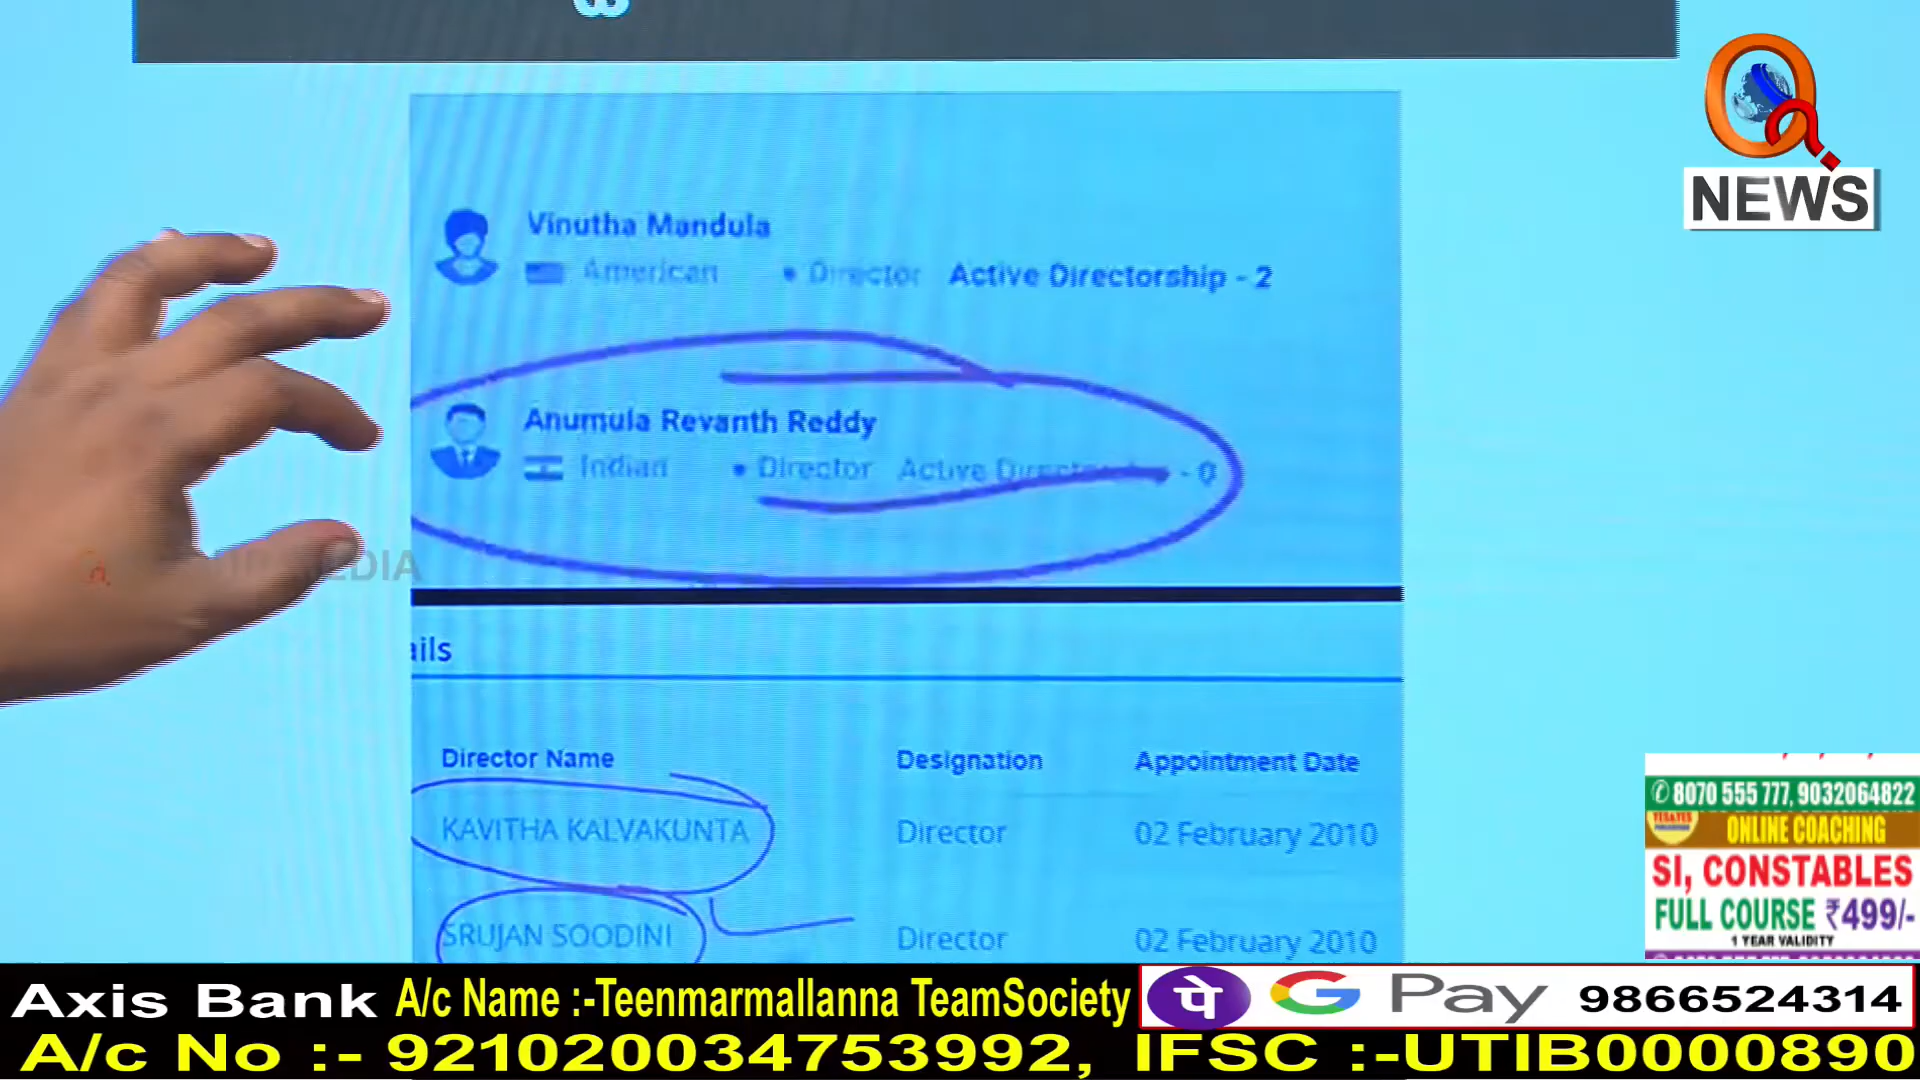 NEWS
Vinutha Mandula
American • Director Active Directorship - 2
Anumula Revanth Reddy
Indian • Director Active Directorship - 0
EDIA
ails
Director Name Designation Appointment Date
KAVITHA KALVAKUNTA Director 02 February 2010
SRUJAN SOODINI Director 02 February 2010
8070 555 777, 9032064822
ONLINE COACHING
SI, CONSTABLES
FULL COURSE ₹499/-
1 YEAR VALIDITY
Axis Bank A/c Name :-Teenmarmallanna TeamSociety पे G Pay 9866524314
A/c No :- 921020034753992, IFSC :-UTIB0000890